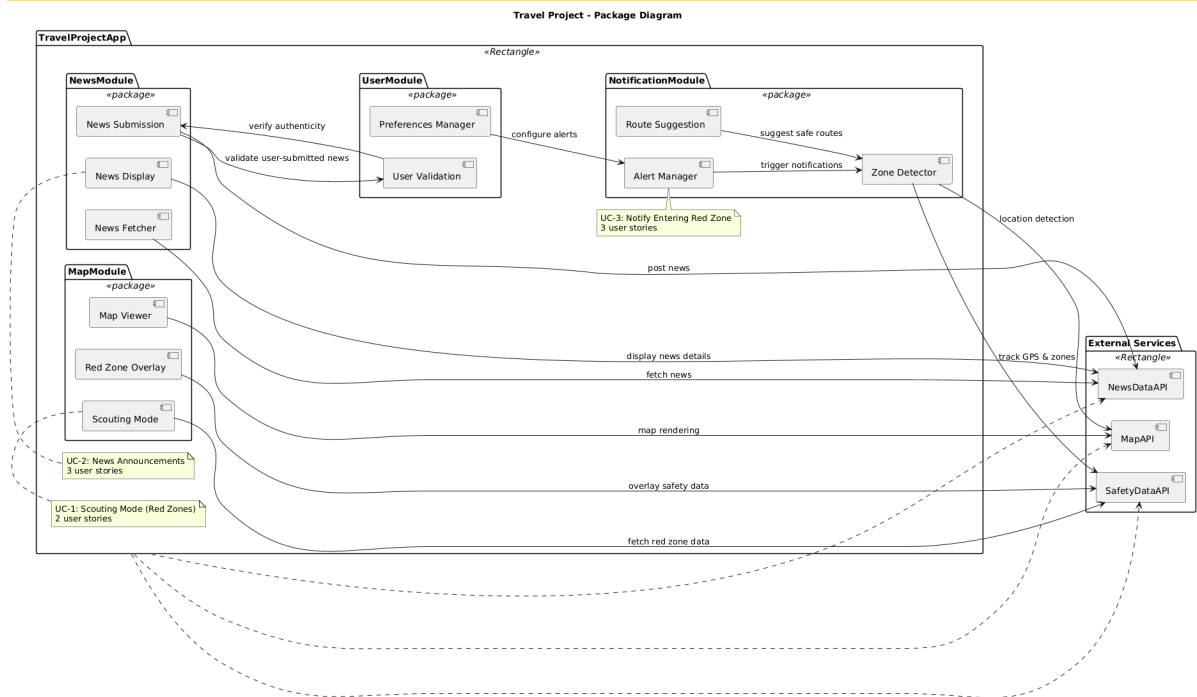 Travel Project - Package Diagram
TravelProjectApp
«Rectangle»
NewsModule
«package»
News Submission
News Display
News Fetcher
UserModule
«package»
Preferences Manager
User Validation
NotificationModule
«package»
Route Suggestion
Alert Manager
Zone Detector
verify authenticity
validate user-submitted news
configure alerts
suggest safe routes
trigger notifications
UC-3: Notify Entering Red Zone
3 user stories
location detection
post news
MapModule
«package»
Map Viewer
Red Zone Overlay
Scouting Mode
display news details
track GPS & zones
fetch news
map rendering
overlay safety data
fetch red zone data
External Services
«Rectangle»
NewsDataAPI
MapAPI
SafetyDataAPI
UC-2: News Announcements
3 user stories
UC-1: Scouting Mode (Red Zones)
2 user stories